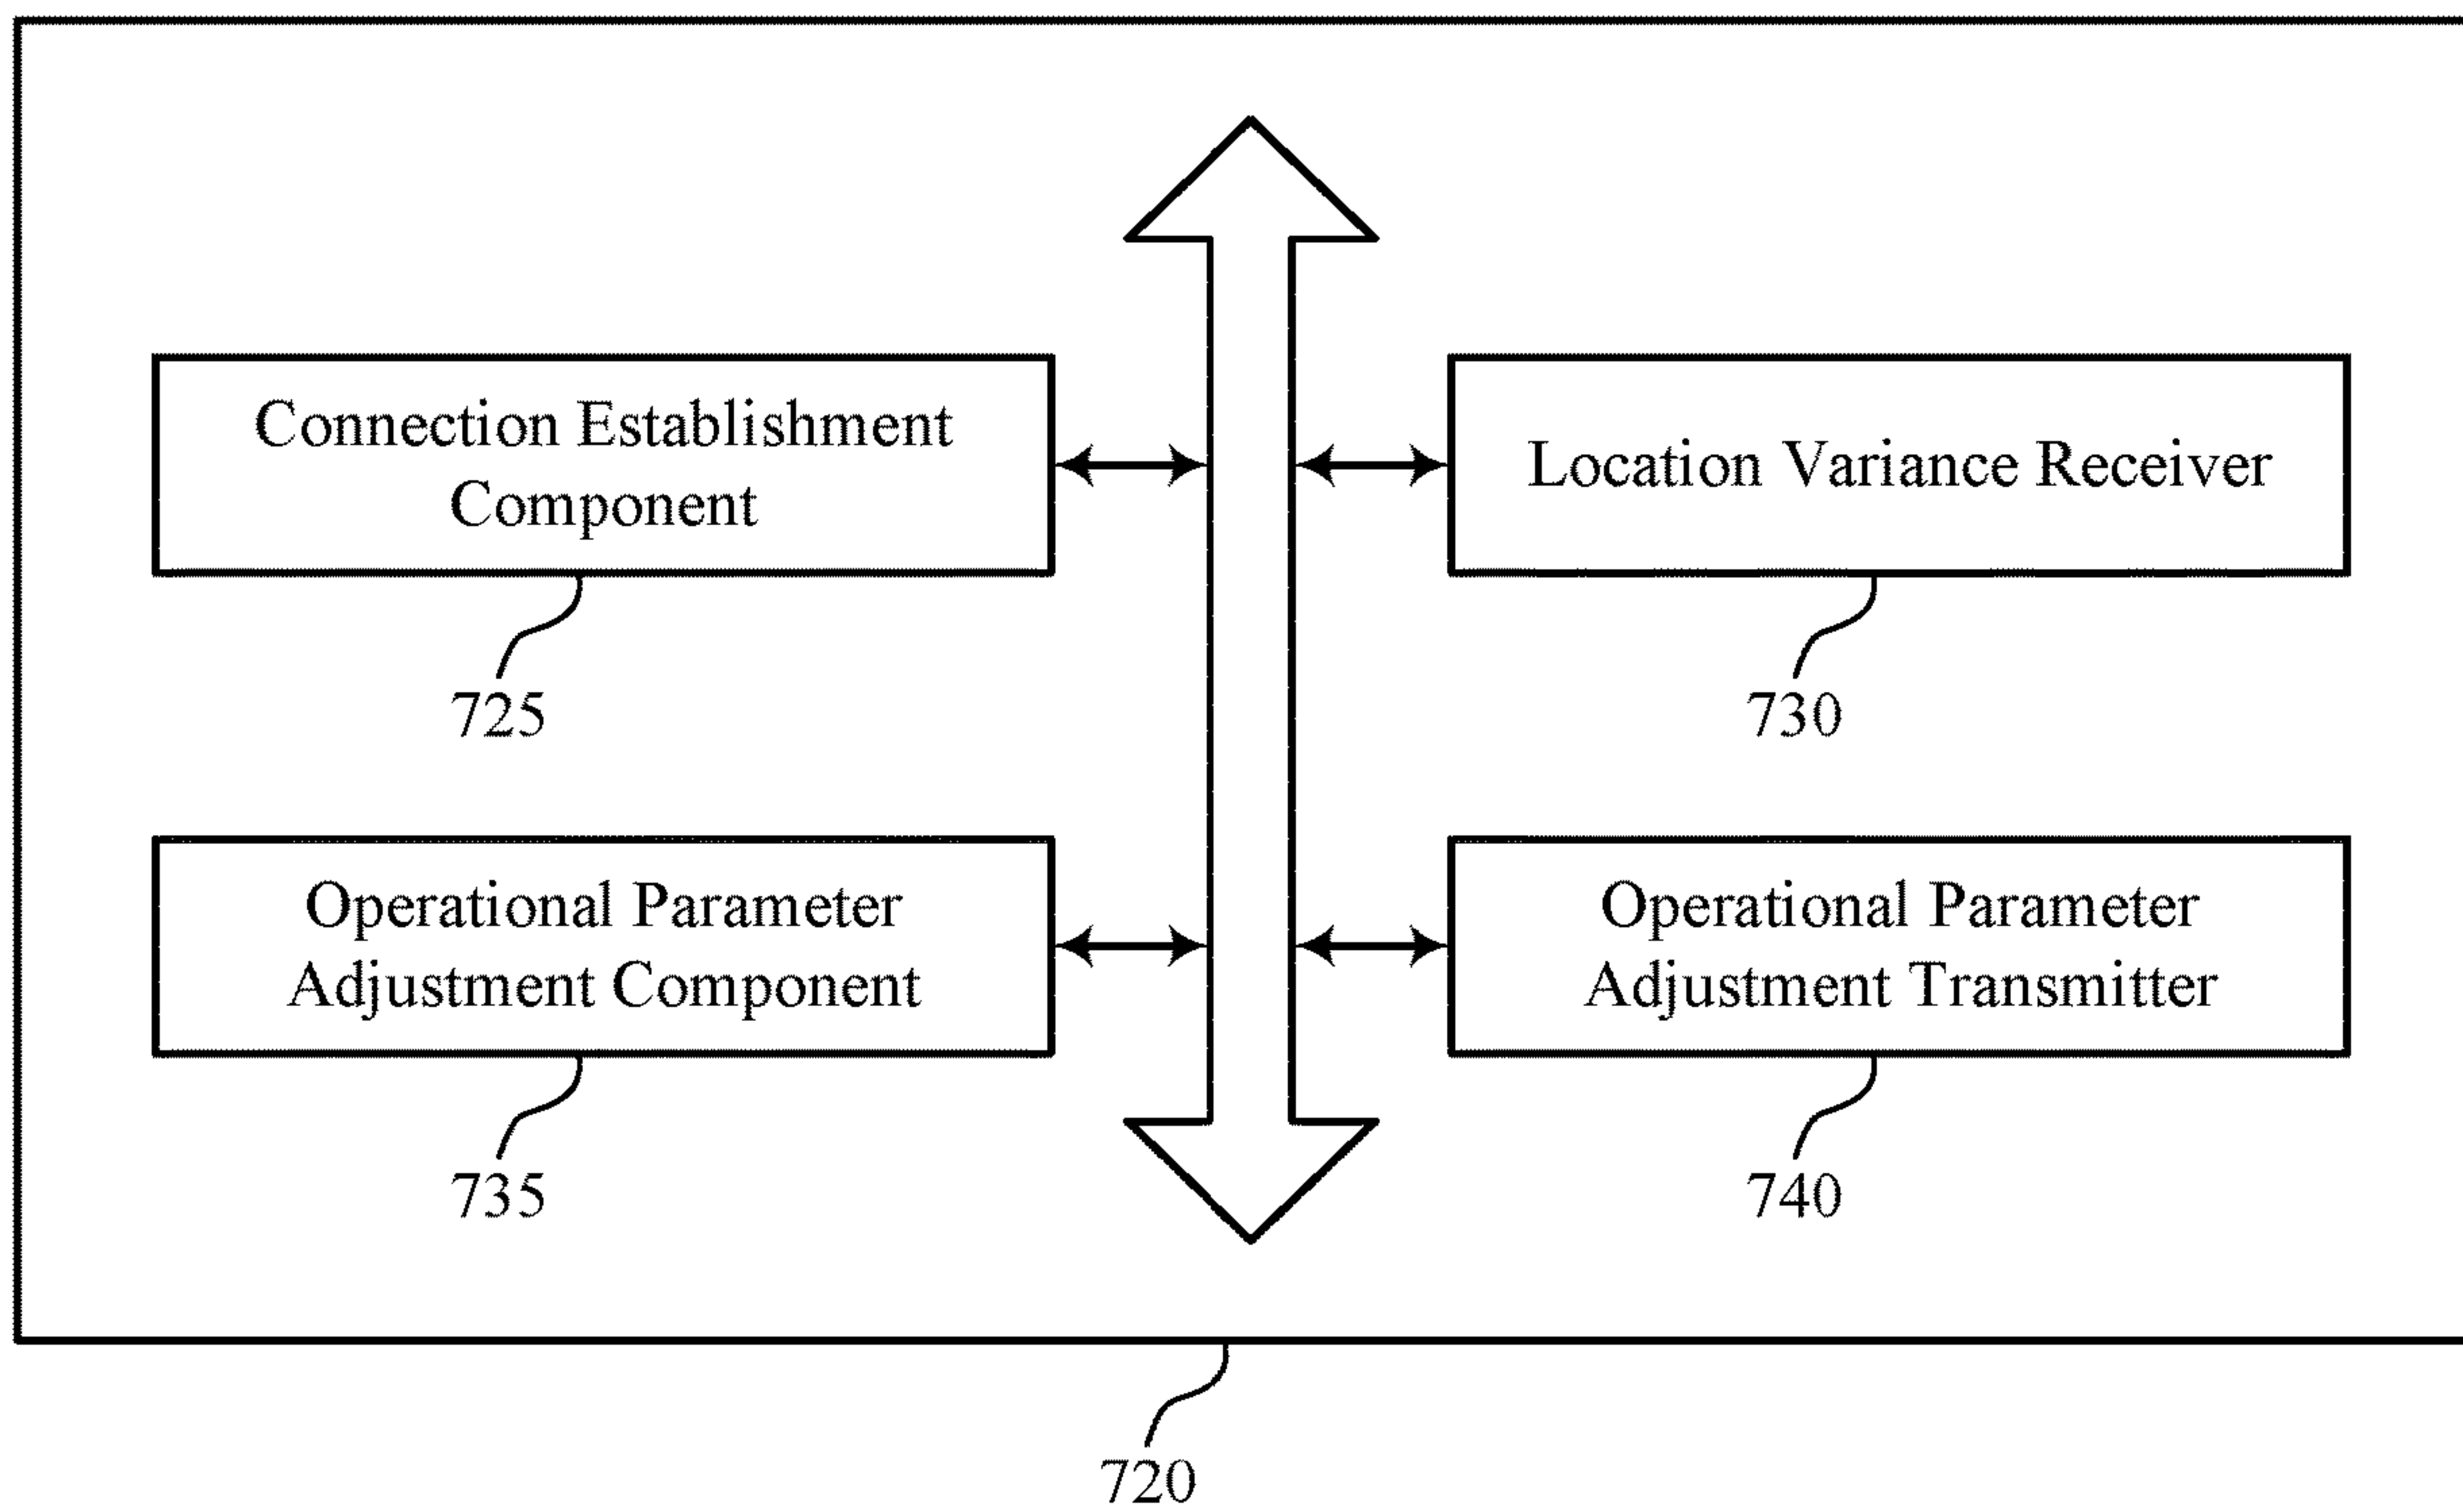 Connection Establishment
Component
Location Variance Receiver
725
730
Operational Parameter
Adjustment Component
Operational Parameter
Adjustment Transmitter
735
740
720